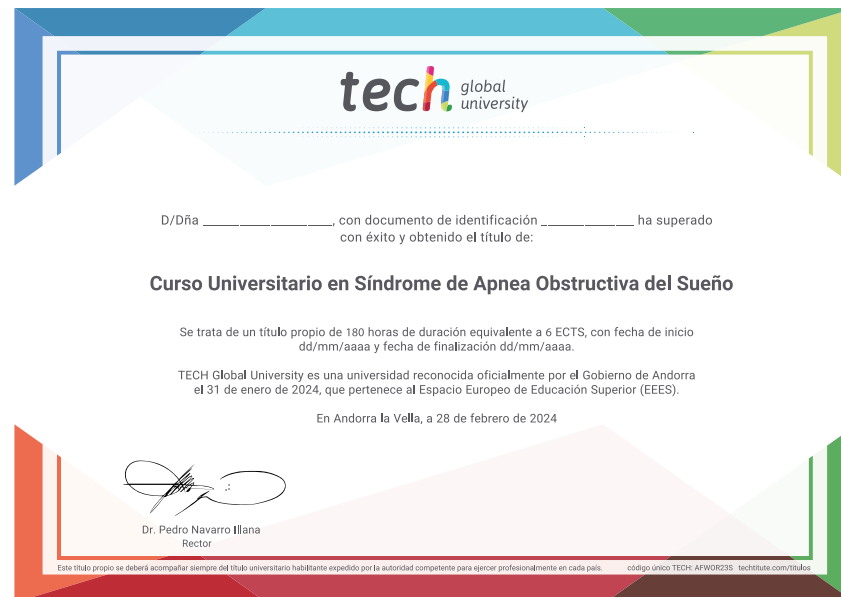 tech global university
D/Dña ____________________, con documento de identificación ______________ ha superado
con éxito y obtenido el título de:
Curso Universitario en Síndrome de Apnea Obstructiva del Sueño
Se trata de un título propio de 180 horas de duración equivalente a 6 ECTS, con fecha de inicio
dd/mm/aaaa y fecha de finalización dd/mm/aaaa.
TECH Global University es una universidad reconocida oficialmente por el Gobierno de Andorra
el 31 de enero de 2024, que pertenece al Espacio Europeo de Educación Superior (EEES).
En Andorra la Vella, a 28 de febrero de 2024
Dr. Pedro Navarro Illana
Rector
Este título propio se deberá acompañar siempre del título universitario habilitante expedido por la autoridad competente para ejercer profesionalmente en cada país. código único TECH: AFWOR23S techtitute.com/titulos